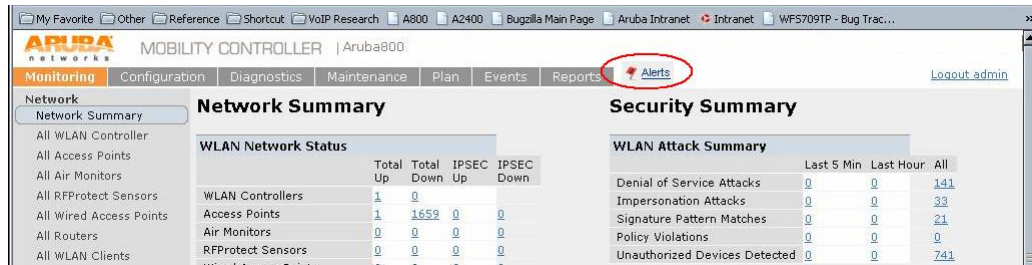 My Favorite Other Reference Shortcut VoIP Research A800 A2400 Bugzilla Main Page Aruba Intranet Intranet WFS709TP - Bug Trac... »
ARUBA networks MOBILITY CONTROLLER | Aruba800
Monitoring Configuration Diagnostics Maintenance Plan Events Reports Alerts Logout admin
Network
Network Summary
All WLAN Controller
All Access Points
All Air Monitors
All RFProtect Sensors
All Wired Access Points
All Routers
All WLAN Clients
Network Summary
WLAN Network Status
Total Up Total Down IPSEC Up IPSEC Down
WLAN Controllers 1 0
Access Points 1 1659 0 0
Air Monitors 0 0 0 0
RFProtect Sensors 0 0 0 0
Security Summary
WLAN Attack Summary
Last 5 Min Last Hour All
Denial of Service Attacks 0 0 141
Impersonation Attacks 0 0 33
Signature Pattern Matches 0 0 21
Policy Violations 0 0 0
Unauthorized Devices Detected 0 0 741